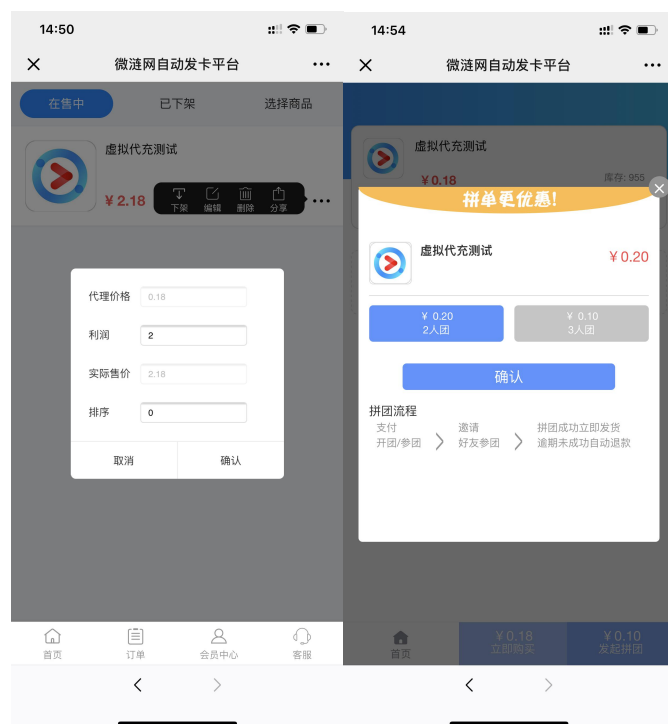 14:50
微涟网自动发卡平台
在售中
已下架
选择商品
虚拟代充测试
¥ 2.18
下架
编辑
删除
分享
代理价格
0.18
利润
2
实际售价
2.18
排序
0
取消
确认
首页
订单
会员中心
客服
14:54
微涟网自动发卡平台
虚拟代充测试
¥ 0.18
库存: 955
拼单更优惠!
虚拟代充测试
¥ 0.20
¥ 0.20
2人团
¥ 0.10
3人团
确认
拼团流程
支付
开团/参团
邀请
好友参团
拼团成功立即发货
逾期未成功自动退款
首页
¥ 0.18
立即购买
¥ 0.10
发起拼团